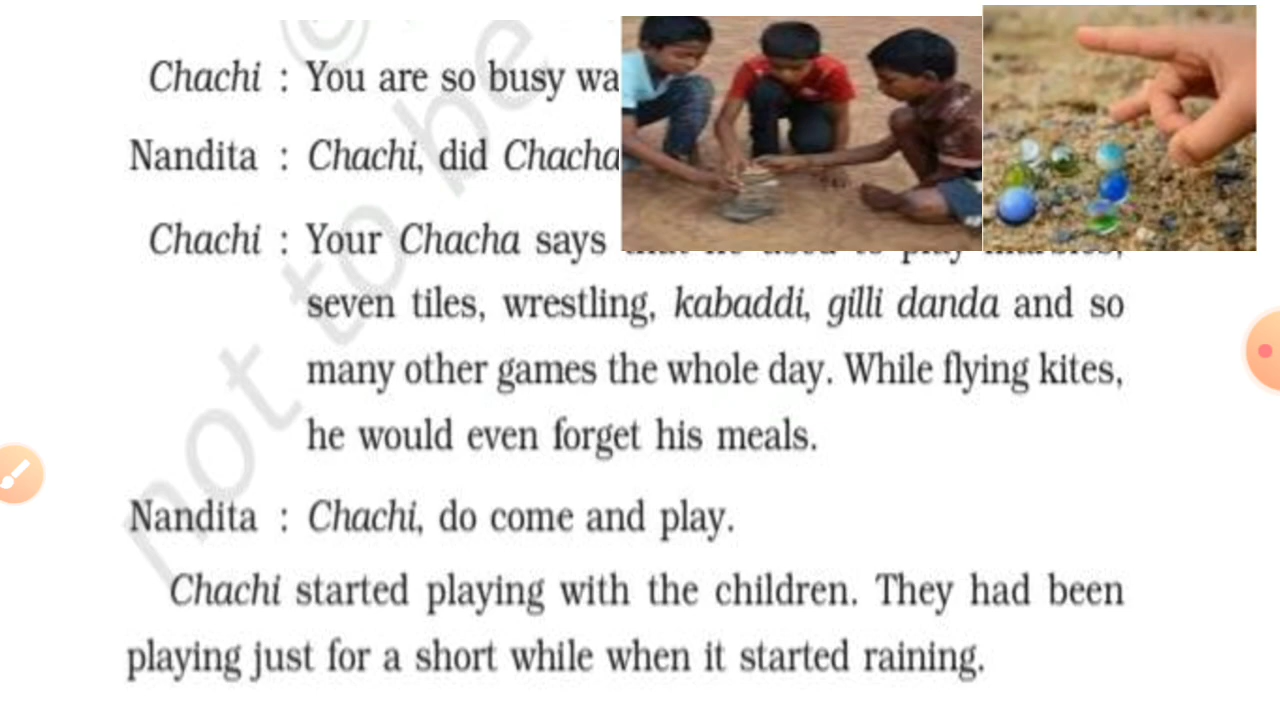 Chachi : You are so busy wa
Nandita : Chachi, did Chacha
Chachi : Your Chacha says
seven tiles, wrestling, kabaddi, gilli danda and so
many other games the whole day. While flying kites,
he would even forget his meals.
Nandita : Chachi, do come and play.
Chachi started playing with the children. They had been
playing just for a short while when it started raining.
not to be